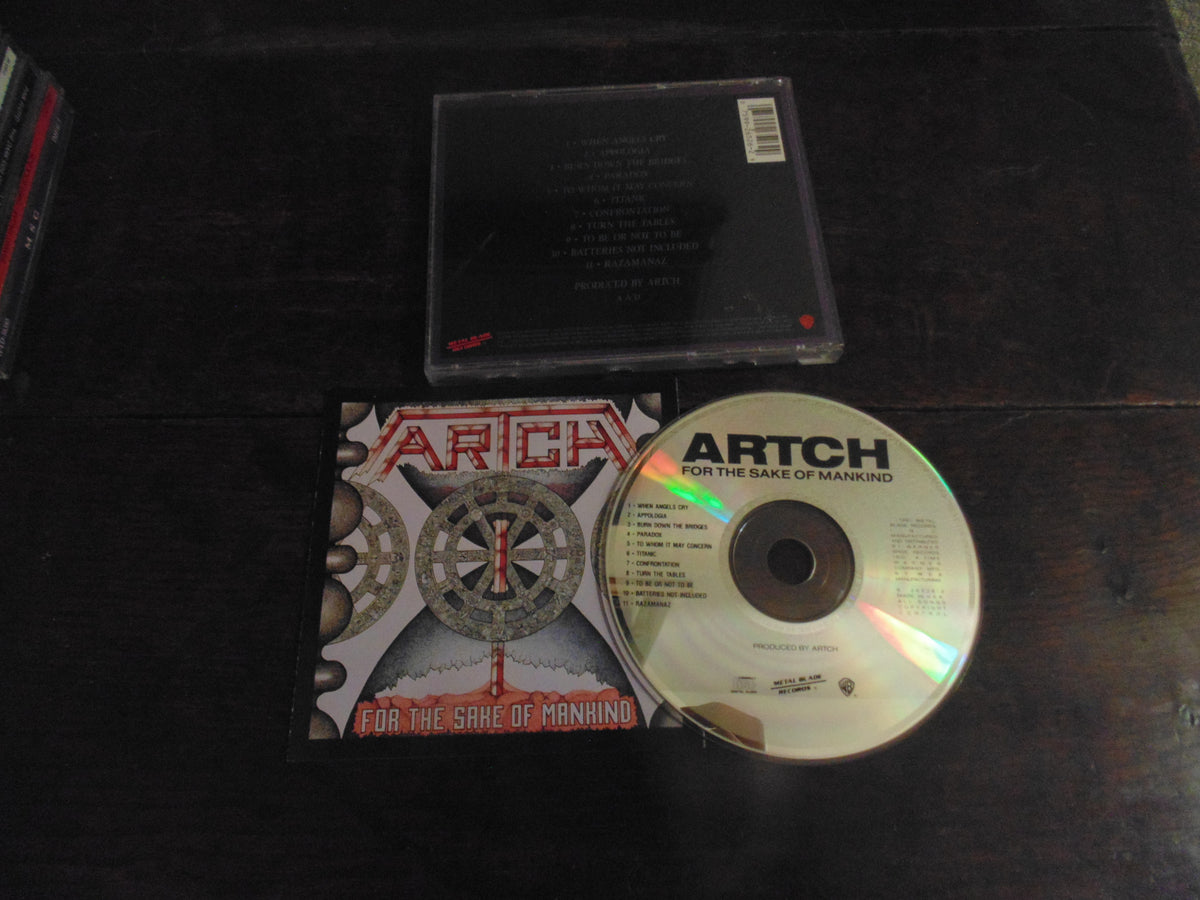 M S G
1 • WHEN ANGELS CRY
2 • APPOLOGIA
3 • BURN DOWN THE BRIDGES
4 • PARADOX
5 • TO WHOM IT MAY CONCERN
6 • TITANIC
7 • CONFRONTATION
8 • TURN THE TABLES
9 • TO BE OR NOT TO BE
10 • BATTERIES NOT INCLUDED
11 • RAZAMANAZ
PRODUCED BY ARTCH
METAL BLADE
RECORDS
ARTCH
FOR THE SAKE OF MANKIND
ARTCH
FOR THE SAKE OF MANKIND
1 • WHEN ANGELS CRY
2 • APPOLOGIA
3 • BURN DOWN THE BRIDGES
4 • PARADOX
5 • TO WHOM IT MAY CONCERN
6 • TITANIC
7 • CONFRONTATION
8 • TURN THE TABLES
9 • TO BE OR NOT TO BE
10 • BATTERIES NOT INCLUDED
11 • RAZAMANAZ
PRODUCED BY ARTCH
METAL BLADE
RECORDS